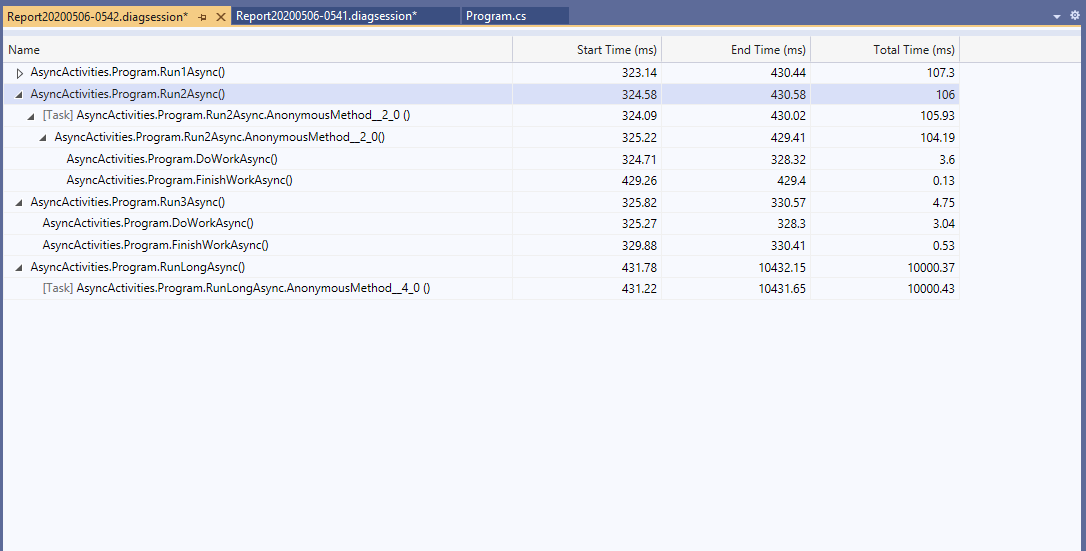 Report20200506-0542.diagsession* Report20200506-0541.diagsession* Program.cs
Name Start Time (ms) End Time (ms) Total Time (ms)
AsyncActivities.Program.Run1Async() 323.14 430.44 107.3
AsyncActivities.Program.Run2Async() 324.58 430.58 106
[Task] AsyncActivities.Program.Run2Async.AnonymousMethod__2_0 () 324.09 430.02 105.93
AsyncActivities.Program.Run2Async.AnonymousMethod__2_0() 325.22 429.41 104.19
AsyncActivities.Program.DoWorkAsync() 324.71 328.32 3.6
AsyncActivities.Program.FinishWorkAsync() 429.26 429.4 0.13
AsyncActivities.Program.Run3Async() 325.82 330.57 4.75
AsyncActivities.Program.DoWorkAsync() 325.27 328.3 3.04
AsyncActivities.Program.FinishWorkAsync() 329.88 330.41 0.53
AsyncActivities.Program.RunLongAsync() 431.78 10432.15 10000.37
[Task] AsyncActivities.Program.RunLongAsync.AnonymousMethod__4_0 () 431.22 10431.65 10000.43